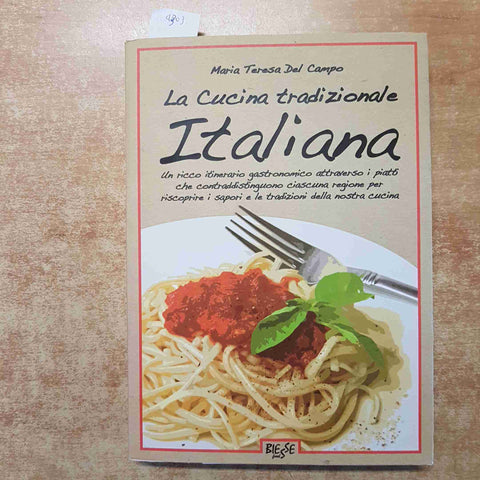 Maria Teresa Del Campo
La Cucina tradizionale
Italiana
Un ricco itinerario gastronomico attraverso i piatti
che contraddistinguono ciascuna regione per
riscoprire i sapori e le tradizioni della nostra cucina
BIESSE